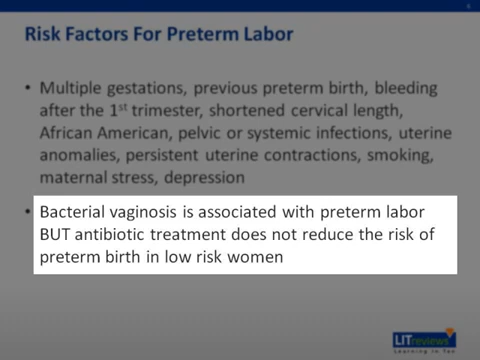 6
Risk Factors For Preterm Labor
• Multiple gestations, previous preterm birth, bleeding
after the 1st trimester, shortened cervical length,
African American, pelvic or systemic infections, uterine
anomalies, persistent uterine contractions, smoking,
maternal stress, depression
• Bacterial vaginosis is associated with preterm labor
BUT antibiotic treatment does not reduce the risk of
preterm birth in low risk women
LITreviews
Learning In Ten